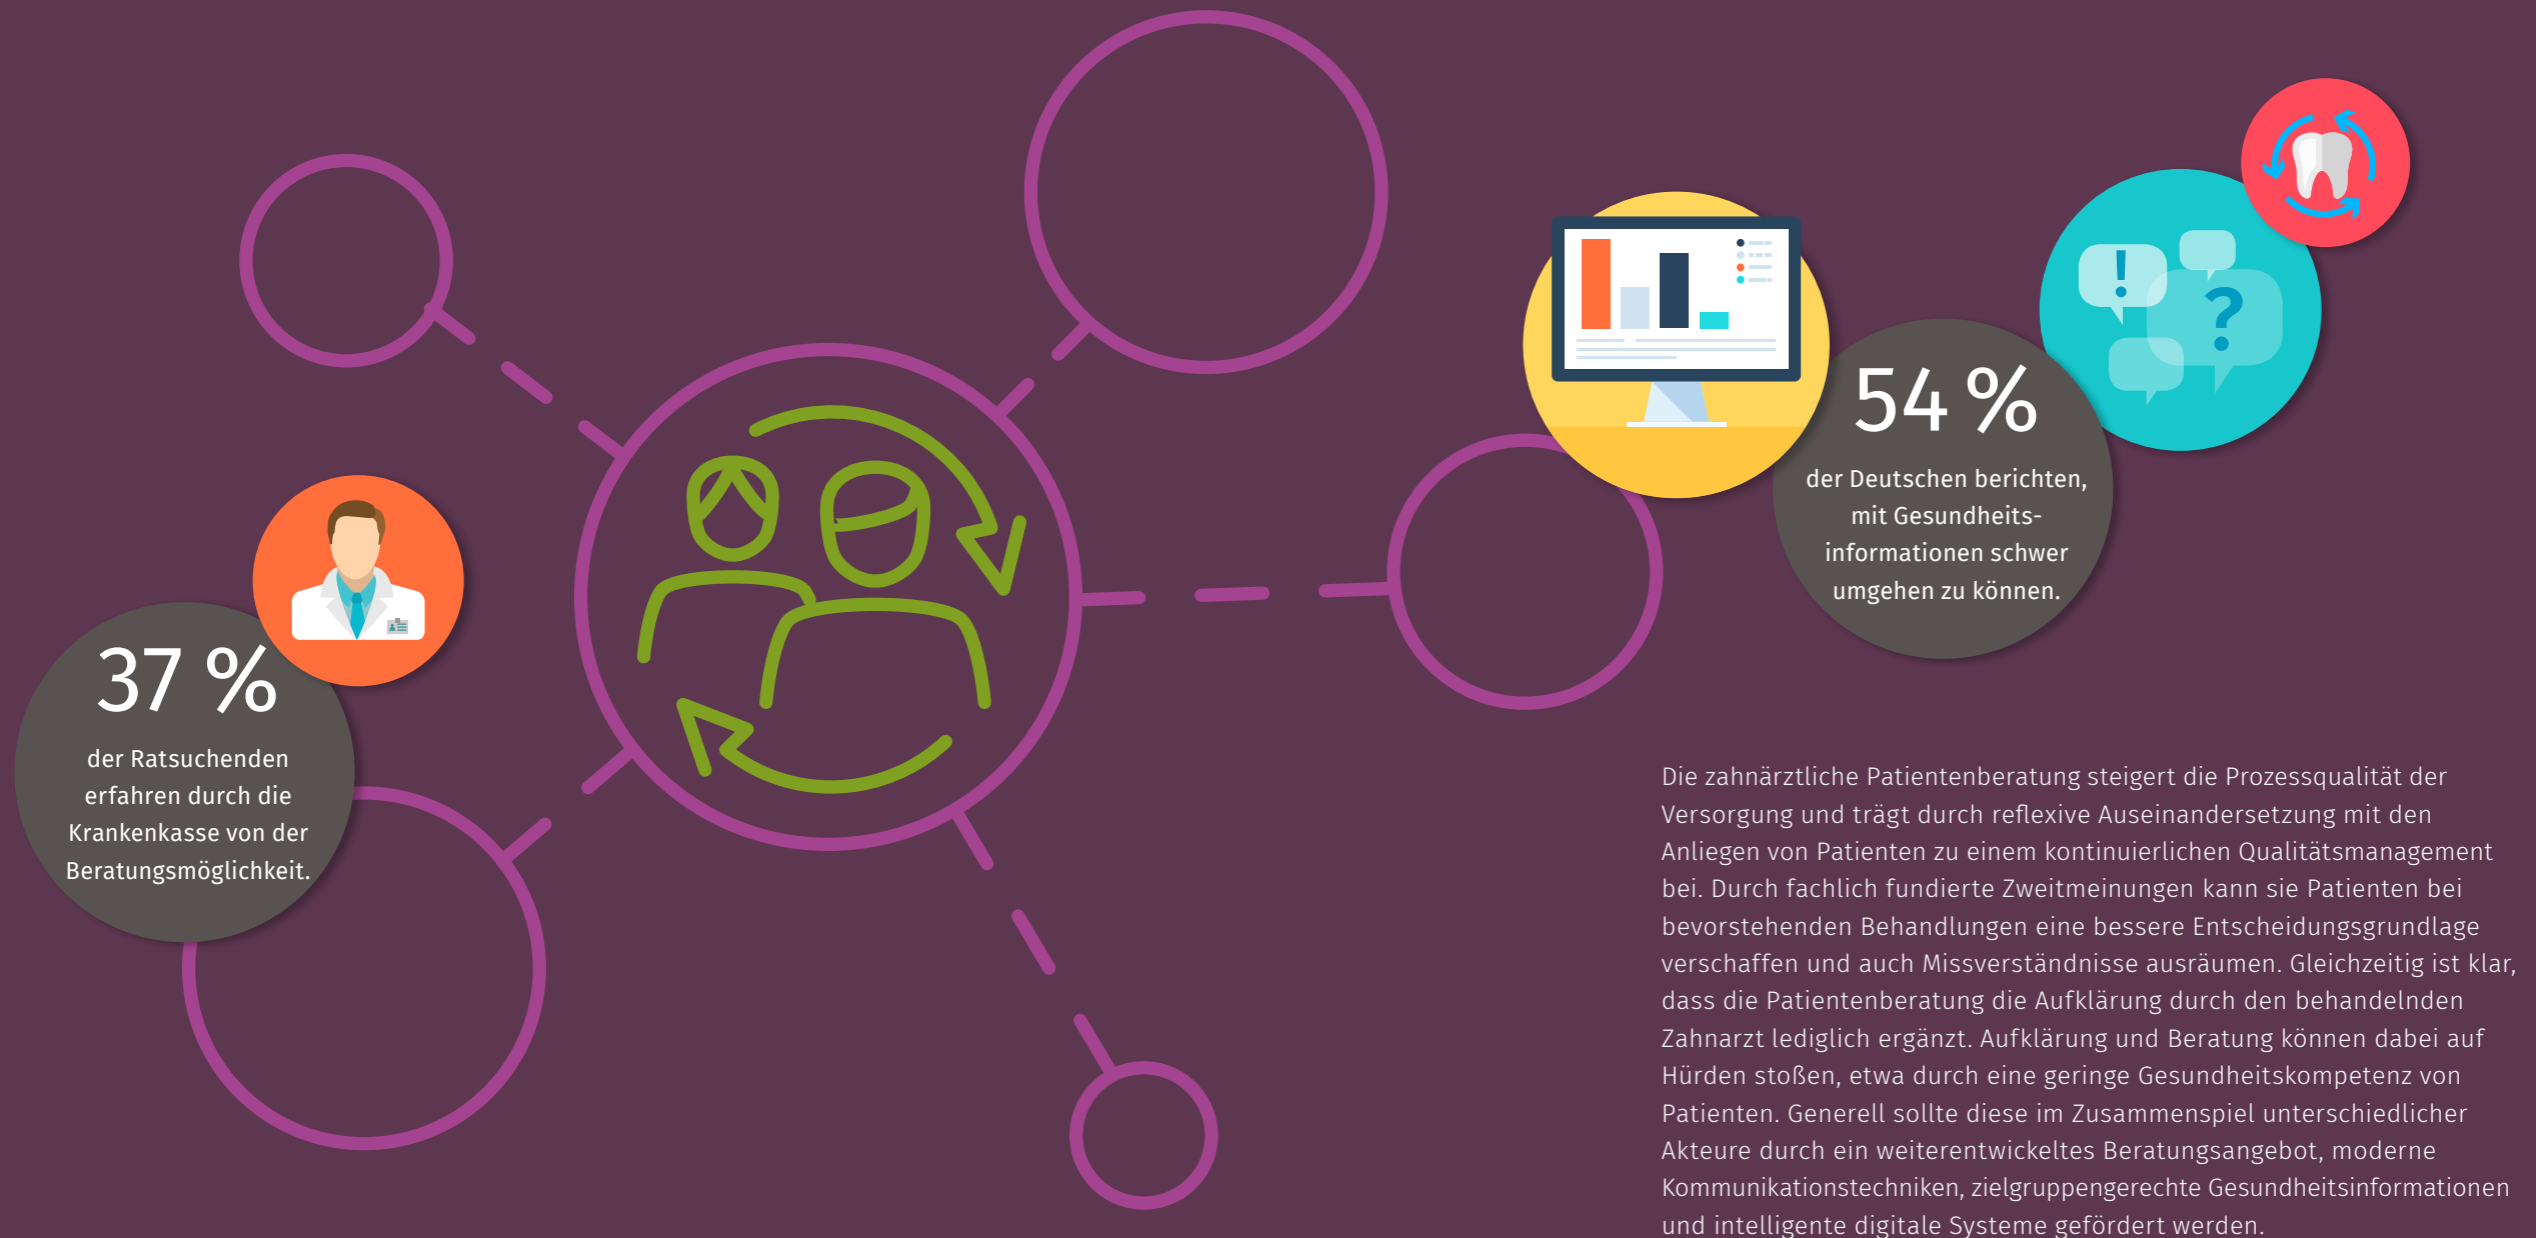 37 %
der Ratsuchenden
erfahren durch die
Krankenkasse von der
Beratungsmöglichkeit.
!
?
54 %
der Deutschen berichten,
mit Gesundheits-
informationen schwer
umgehen zu können.
Die zahnärztliche Patientenberatung steigert die Prozessqualität der
Versorgung und trägt durch reflexive Auseinandersetzung mit den
Anliegen von Patienten zu einem kontinuierlichen Qualitätsmanagement
bei. Durch fachlich fundierte Zweitmeinungen kann sie Patienten bei
bevorstehenden Behandlungen eine bessere Entscheidungsgrundlage
verschaffen und auch Missverständnisse ausräumen. Gleichzeitig ist klar,
dass die Patientenberatung die Aufklärung durch den behandelnden
Zahnarzt lediglich ergänzt. Aufklärung und Beratung können dabei auf
Hürden stoßen, etwa durch eine geringe Gesundheitskompetenz von
Patienten. Generell sollte diese im Zusammenspiel unterschiedlicher
Akteure durch ein weiterentwickeltes Beratungsangebot, moderne
Kommunikationstechniken, zielgruppengerechte Gesundheitsinformationen
und intelligente digitale Systeme gefördert werden.